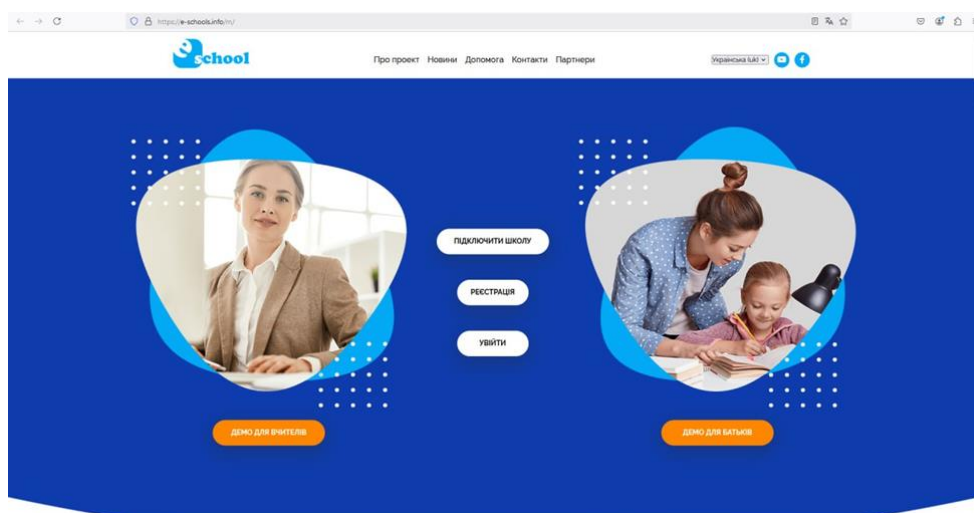 https://e-schools.info/m/
e school
Про проект Новини Допомога Контакти Партнери
Українська (uk)
ПІДКЛЮЧИТИ ШКОЛУ
РЕЄСТРАЦІЯ
УВІЙТИ
ДЕМО ДЛЯ ВЧИТЕЛІВ
ДЕМО ДЛЯ БАТЬКІВ